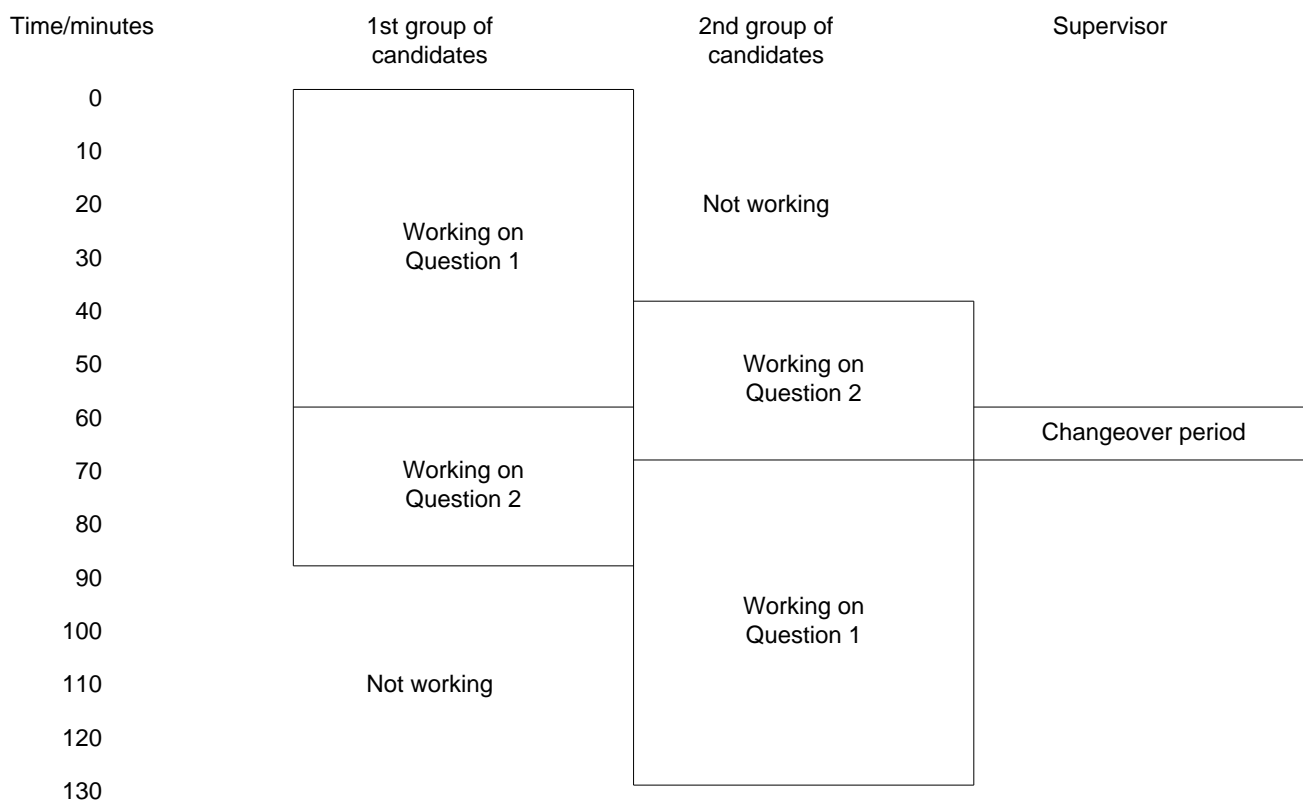 Time/minutes 1st group of 2nd group of Supervisor
candidates candidates
0
10
20 Not working
Working on
30 Question 1
40
50 Working on
Question 2
60 Changeover period
70 Working on
Question 2
80
90
Working on
100 Question 1
110 Not working
120
130